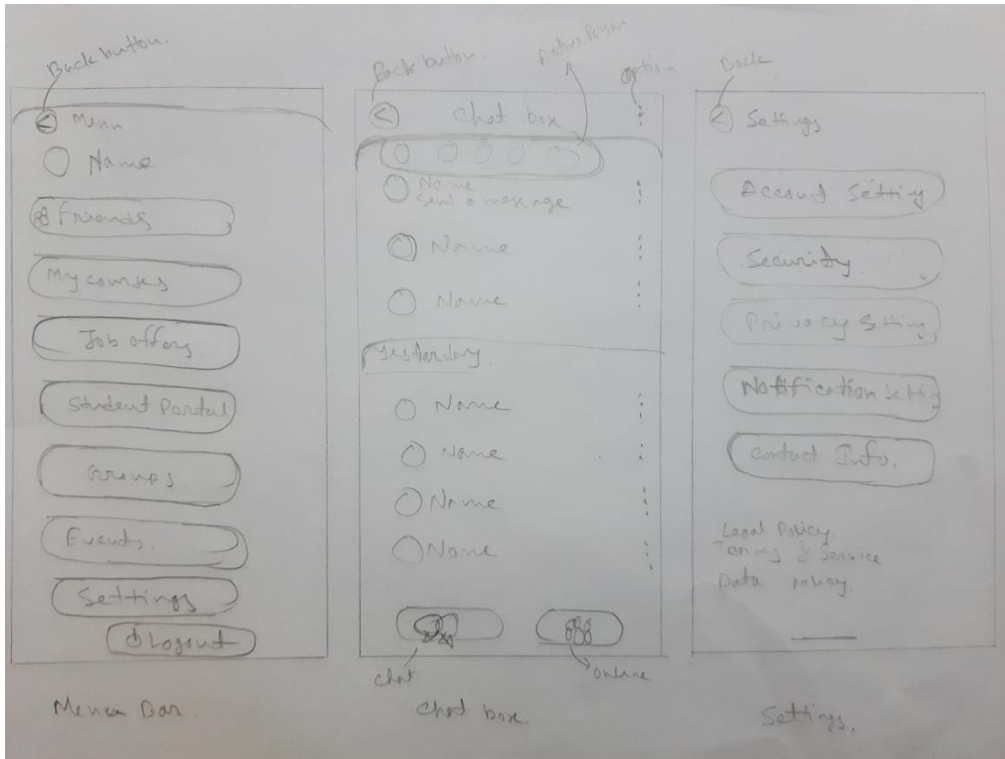 Back button.
Menu
Name
Friends
My courses
Job offers
Student Portal
Groups
Events.
Settings
Logout
Menu Bar.
Back button.
option
Chat box
Name
Sent a message
Name
Name
Yesterday.
Name
Name
Name
Name
chat
online
Chat box.
Back
Settings
Account Setting
Security
Privacy Setting
Notification Setting
Contact Info.
Legal Policy.
Terms & Service
Data policy.
Settings.